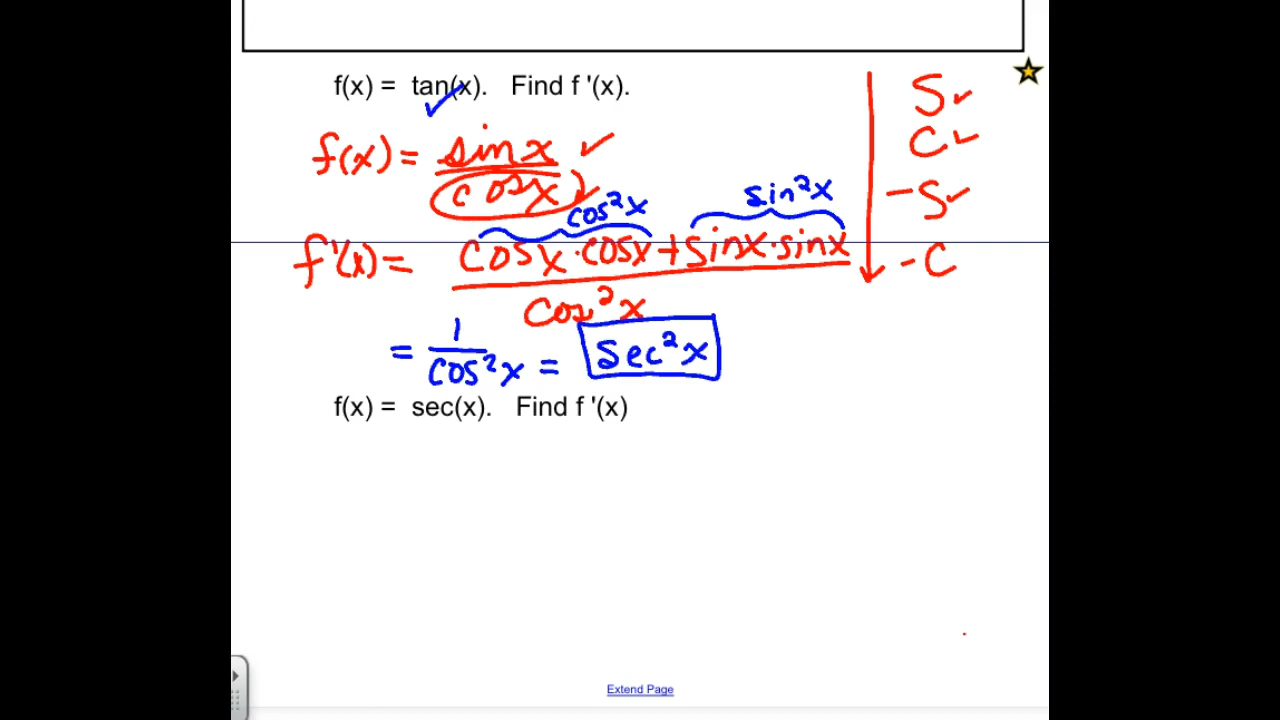 f(x) = tan(x). Find f '(x).
S
f(x) = sinx / cosx
C
cos²x sin²x
-S
f'(x) = cosx·cosx+sinx·sinx / cos²x
-C
= 1 / cos²x = sec²x
f(x) = sec(x). Find f '(x)
Extend Page